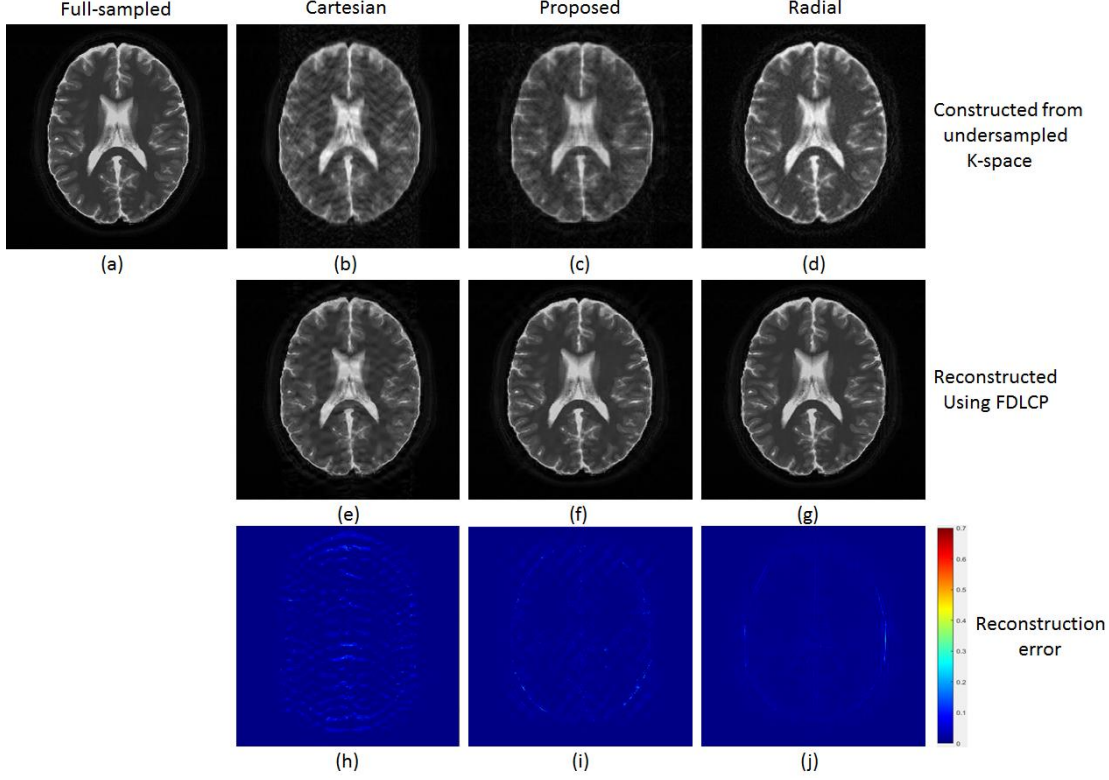 Full-sampled
Cartesian
Proposed
Radial
Constructed from
undersampled
K-space
(a)
(b)
(c)
(d)
Reconstructed
Using FDLCP
(e)
(f)
(g)
0.7
0.6
0.5
0.4
0.3
0.2
0.1
0
Reconstruction
error
(h)
(i)
(j)